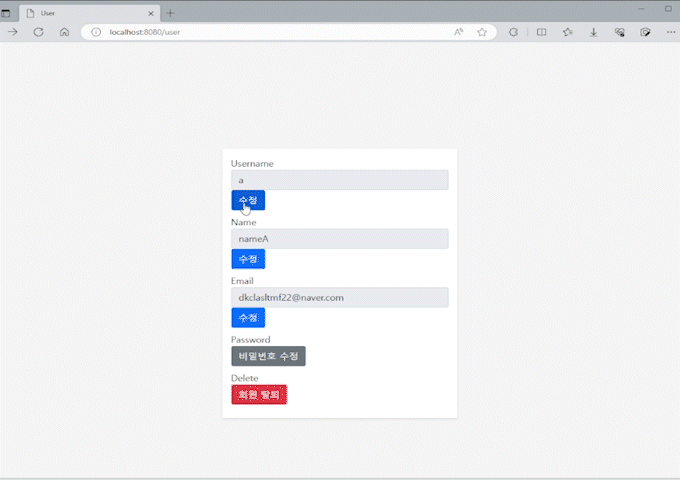 User
localhost:8080/user
Username
a
수정
Name
nameA
수정
Email
dkclasltmf22@naver.com
수정
Password
비밀번호 수정
Delete
회원 탈퇴